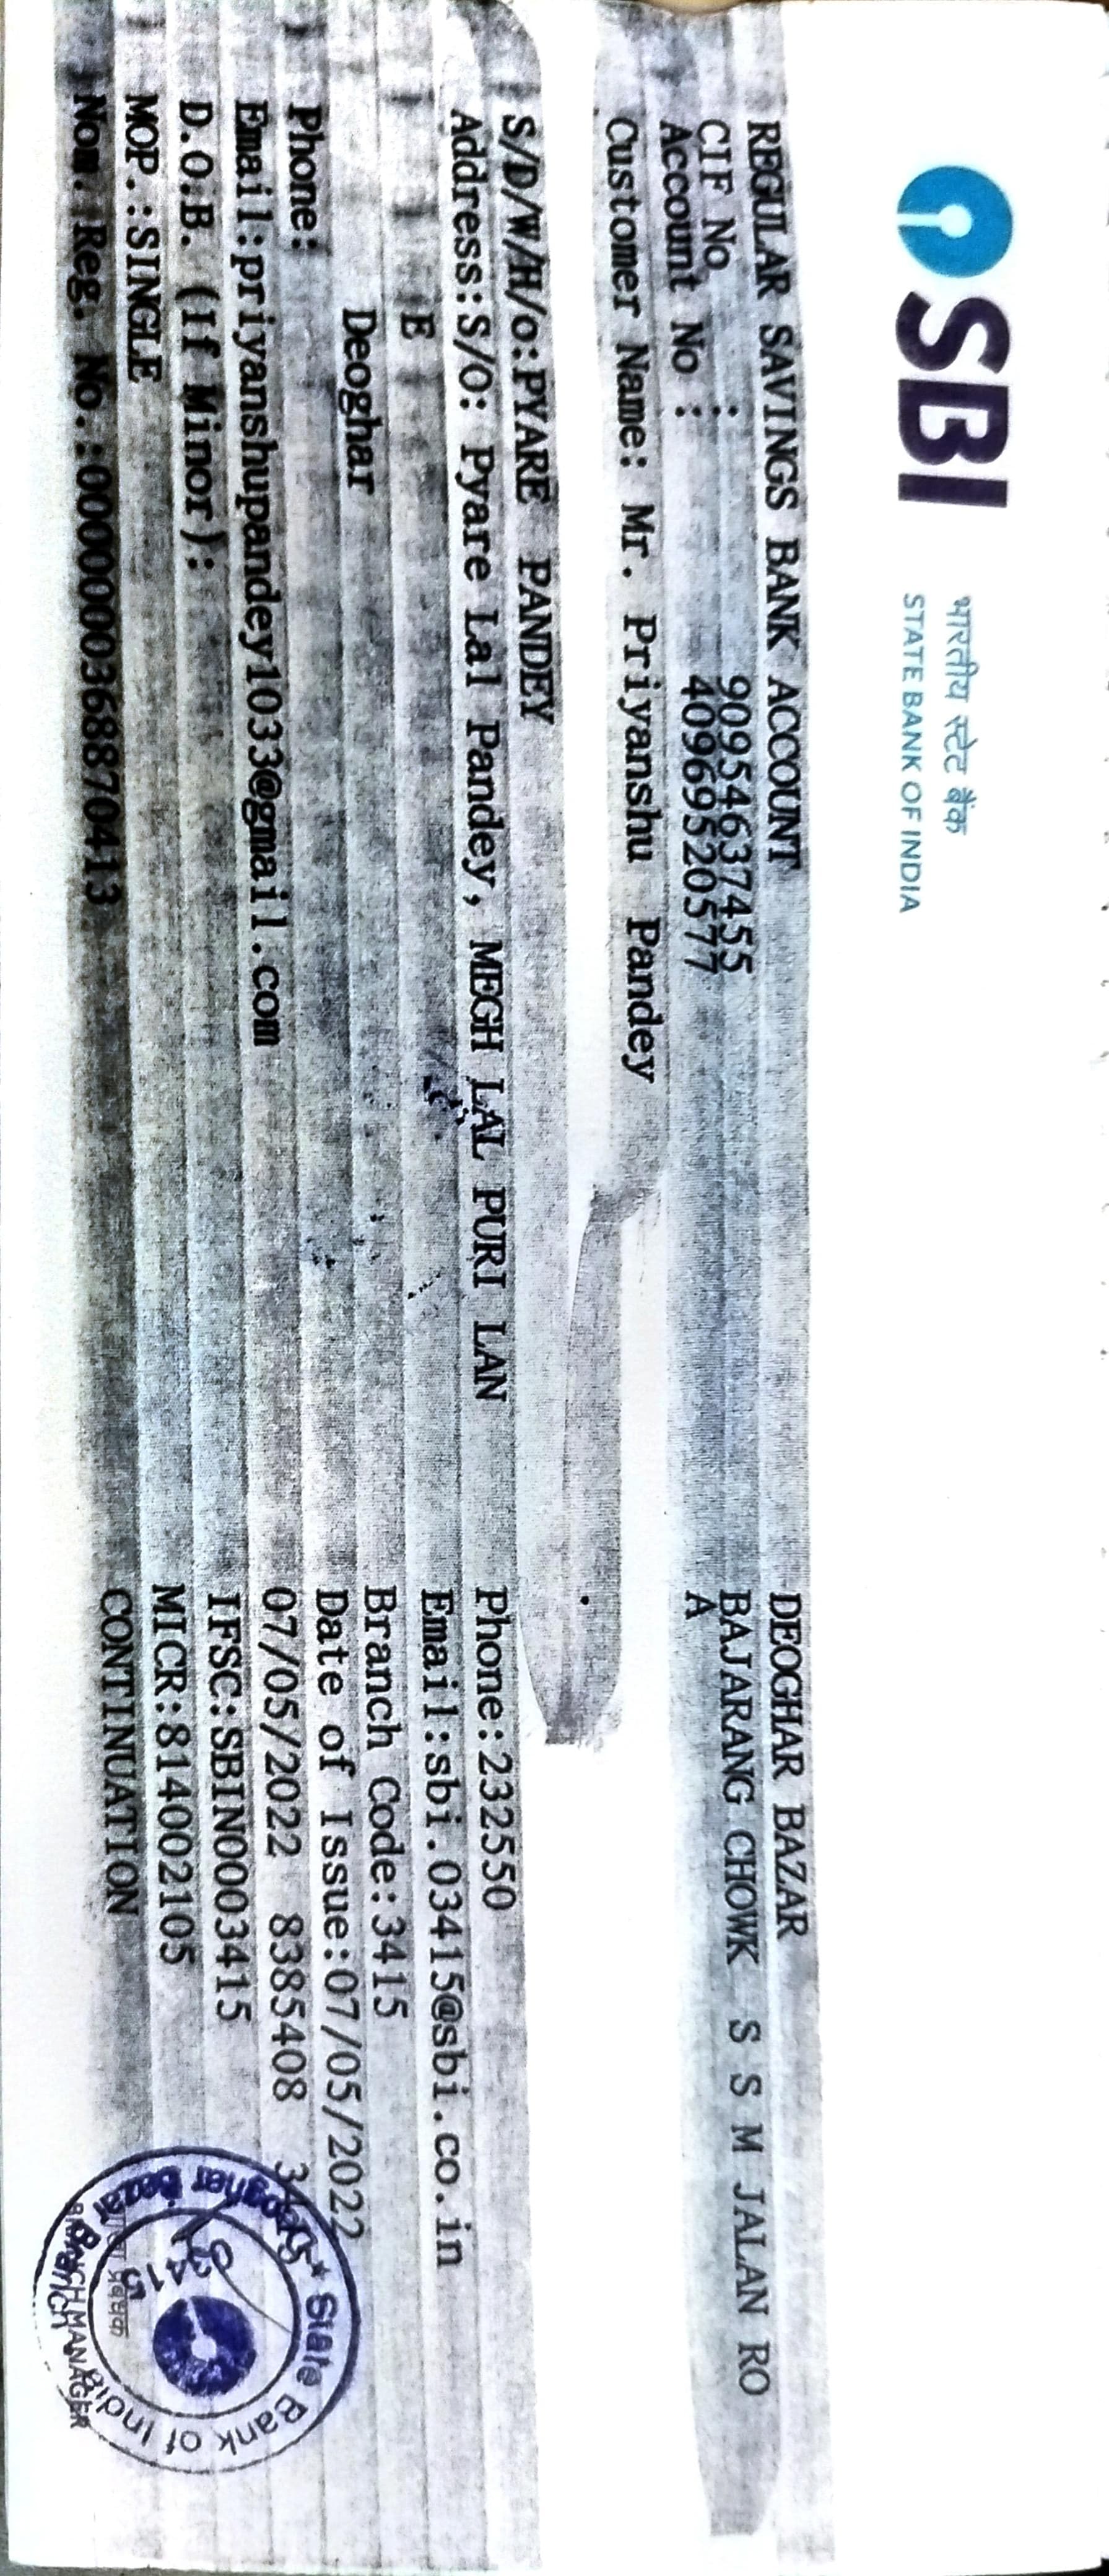 SBI
भारतीय स्टेट बैंक
STATE BANK OF INDIA
REGULAR SAVINGS BANK ACCOUNT
CIF No : 90954637455
Account No : 40969520577
Customer Name: Mr. Priyanshu Pandey
S/D/W/H/o:PYARE PANDEY
Address:S/O: Pyare Lal Pandey, MEGH LAL PURI LAN
E
Deoghar
Phone:
Email:priyanshupandey1033@gmail.com
D.O.B. (If Minor):
MOP.:SINGLE
Nom. Reg. No.:0000000368870413
DEOGHAR BAZAR
BAJARANG CHOWK S S M JALAN RO
A
Phone:232550
Email:sbi.03415@sbi.co.in
Branch Code:3415
Date of Issue:07/05/2022
07/05/2022 8385408
IFSC:SBIN0003415
MICR:814002105
CONTINUATION
State Bank of India
Deoghar bazar Branch
03415
शाखा प्रबंधक
BRANCH MANAGER